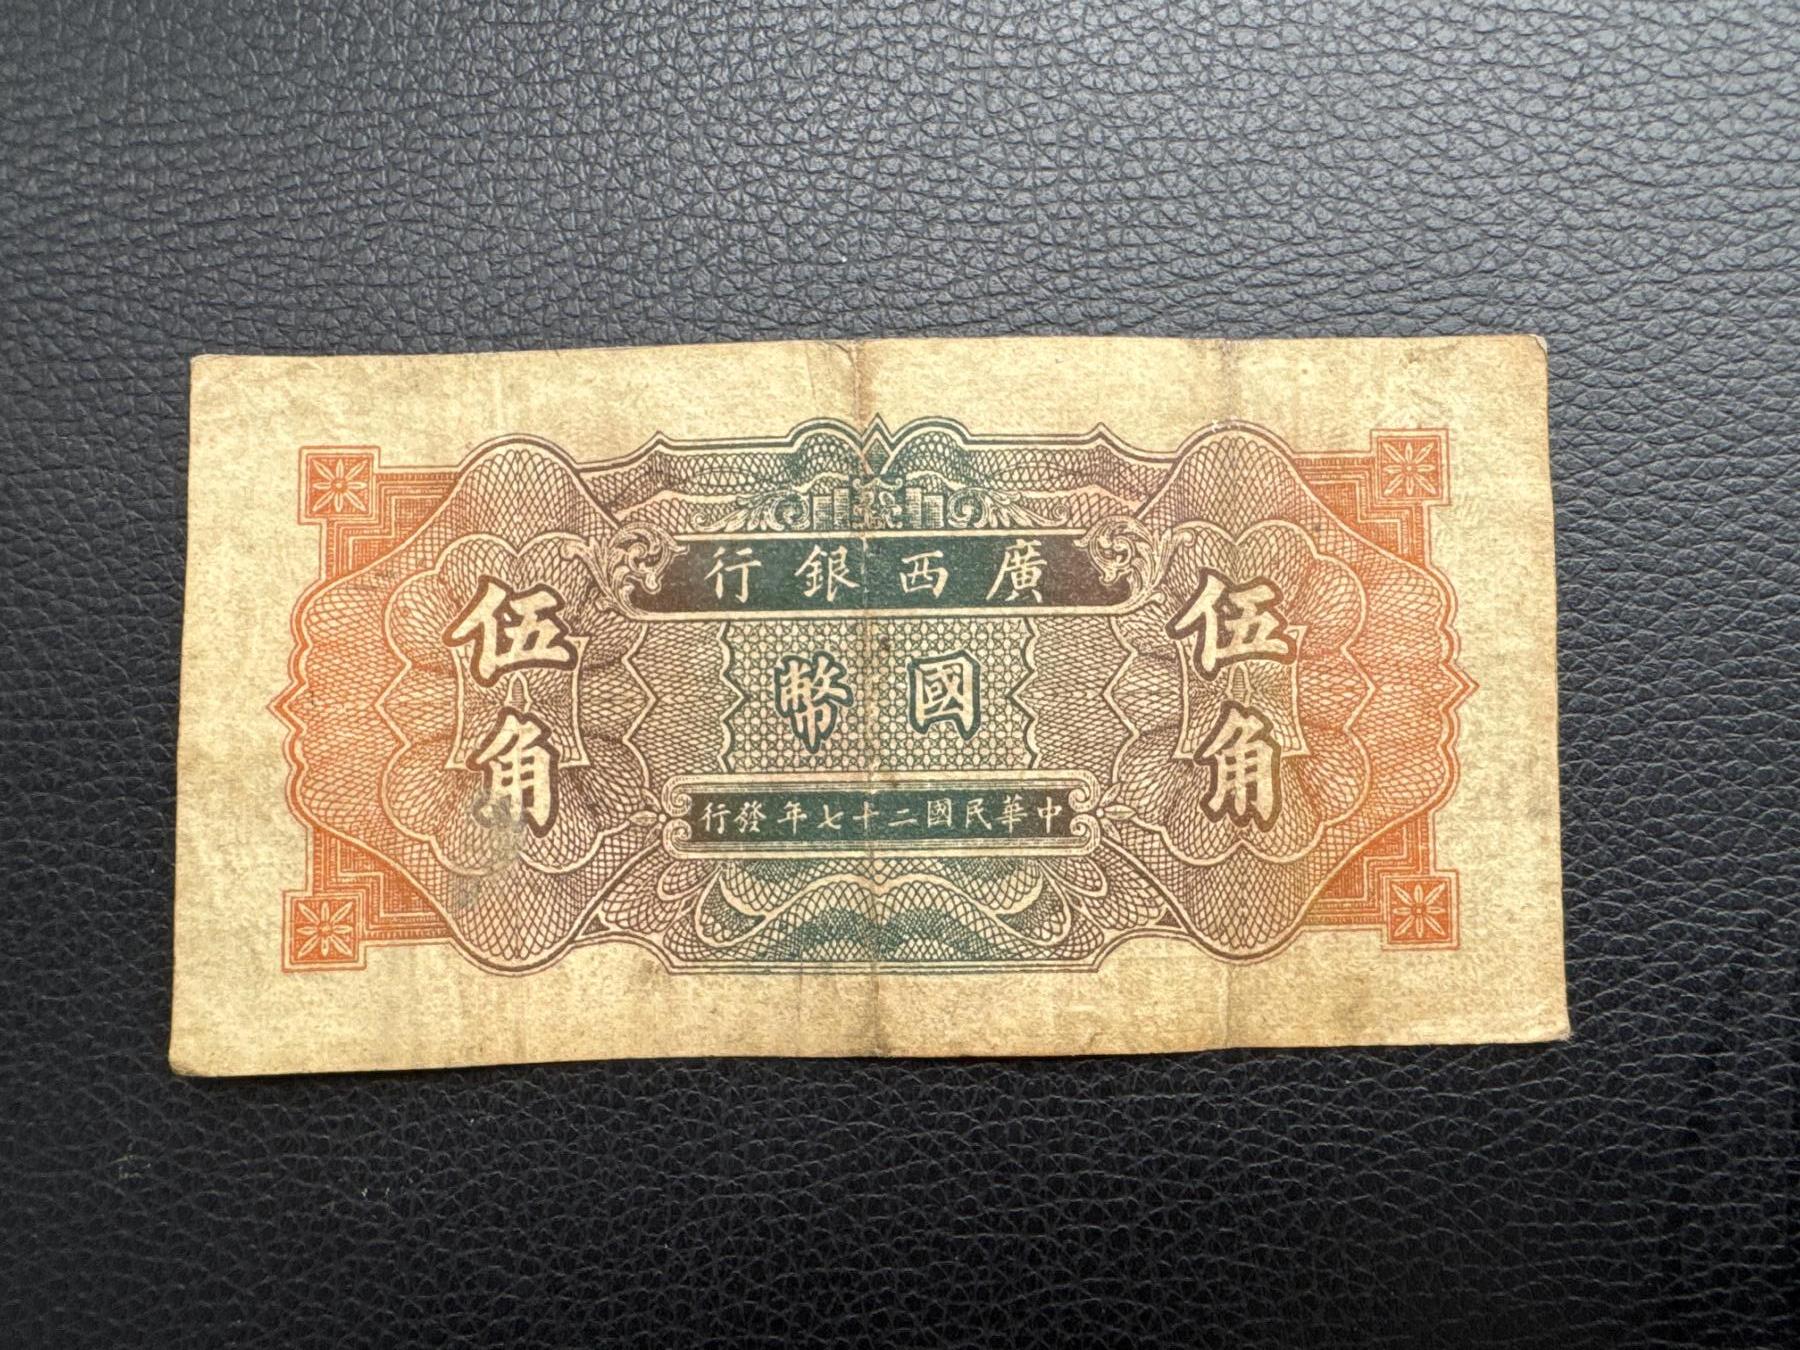 廣西銀行
國幣
伍角
伍角
中華民國二十七年發行